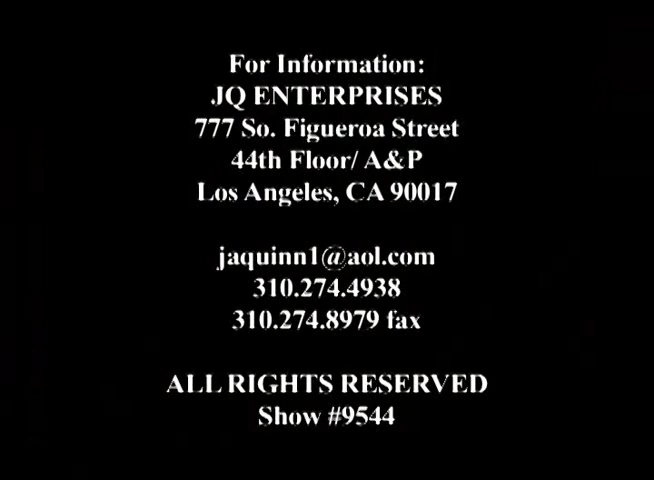 For Information:
JQ ENTERPRISES
777 So. Figueroa Street
44th Floor/ A&P
Los Angeles, CA 90017
jaquinn1@aol.com
310.274.4938
310.274.8979 fax
ALL RIGHTS RESERVED
Show #9544